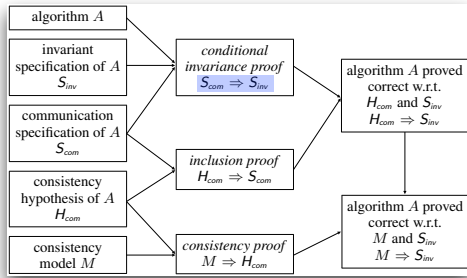 algorithm A
invariant
specification of A
S_inv
communication
specification of A
S_com
consistency
hypothesis of A
H_com
consistency
model M
conditional
invariance proof
S_com ⇒ S_inv
inclusion proof
H_com ⇒ S_com
consistency proof
M ⇒ H_com
algorithm A proved
correct w.r.t.
H_com and S_inv
H_com ⇒ S_inv
algorithm A proved
correct w.r.t.
M and S_inv
M ⇒ S_inv